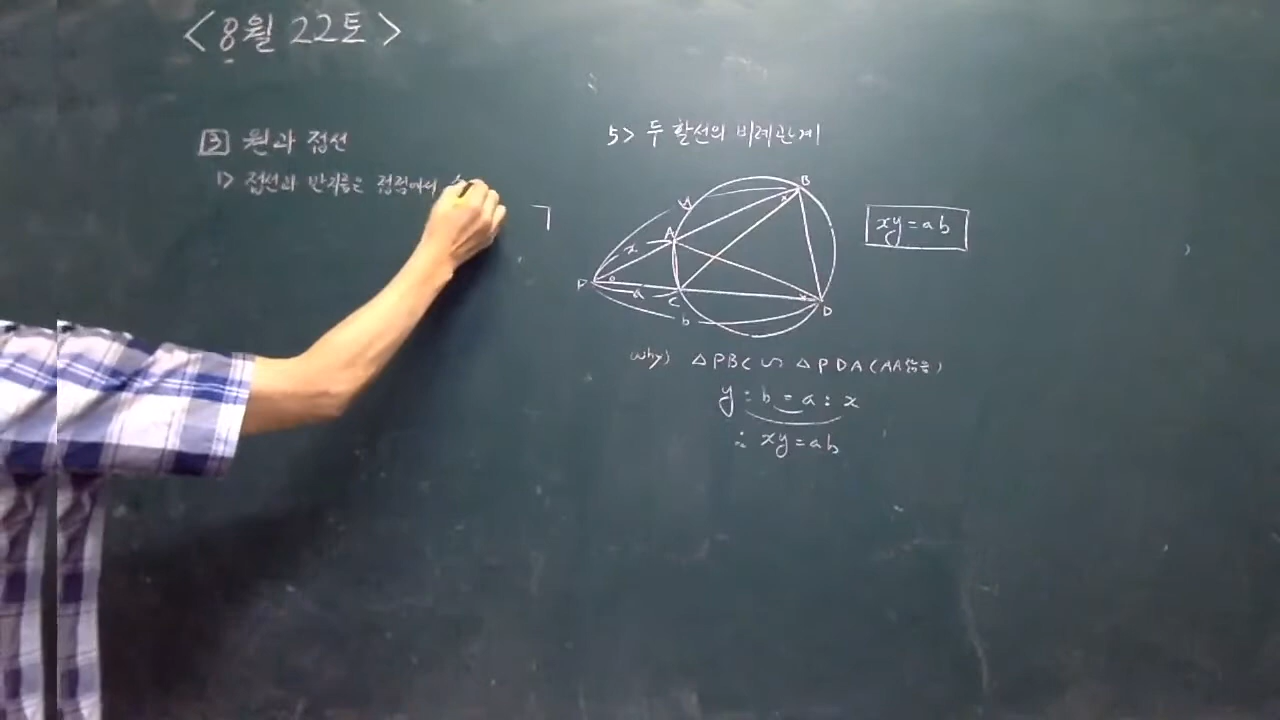 <8월 22토>
3 원과 접선
1> 접선과 반지름은 접점에서
5> 두 할선의 비례관계
B
y
A
x
P
a
C
b
D
xy=ab
why) △PBC ∽ △PDA (AA닮음)
y : b = a : x
∴ xy=ab